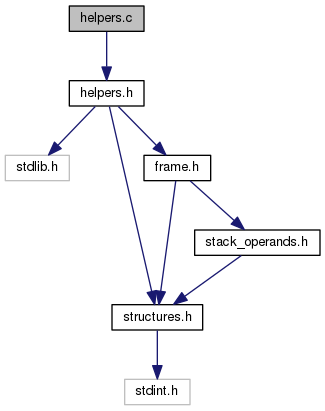 helpers.c
helpers.h
stdlib.h
frame.h
stack_operands.h
structures.h
stdint.h